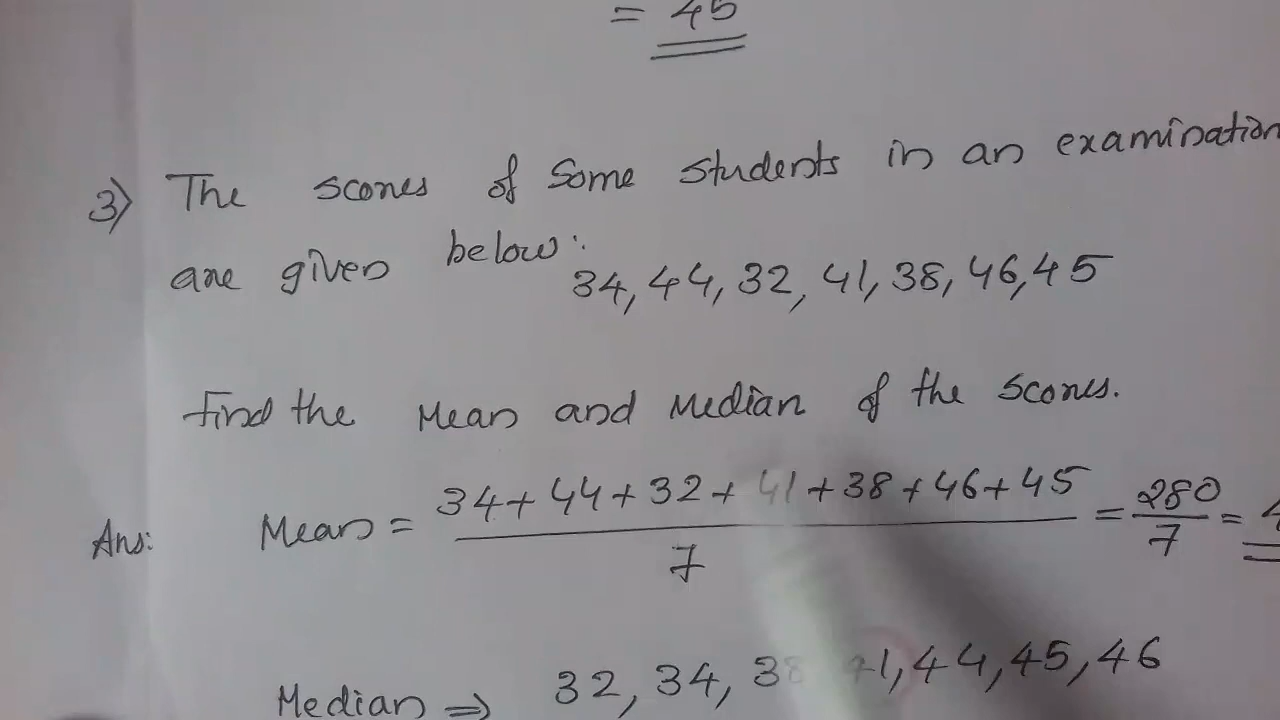 = 45
3) The scores of some students in an examination
are given below:
34, 44, 32, 41, 38, 46, 45
Find the Mean and Median of the scores.
Ans: Mean = 34 + 44 + 32 + 41 + 38 + 46 + 45 / 7 = 280 / 7 =
Median ⇒ 32, 34, 38 41, 44, 45, 46